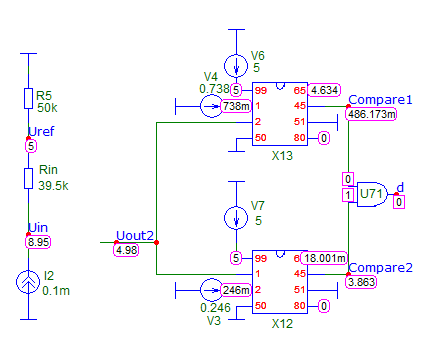 V6
5
V4
0.738
5
99
65
4.634
738m
1
45
Compare1
486.173m
2
51
50
80
0
X13
R5
50k
Uref
5
Rin
39.5k
Uin
8.95
I2
0.1m
Uout2
4.98
0
1
U71
d
0
V7
5
5
99
6
18.001m
1
45
Compare2
3.863
246m
2
51
0.246
V3
50
80
0
X12